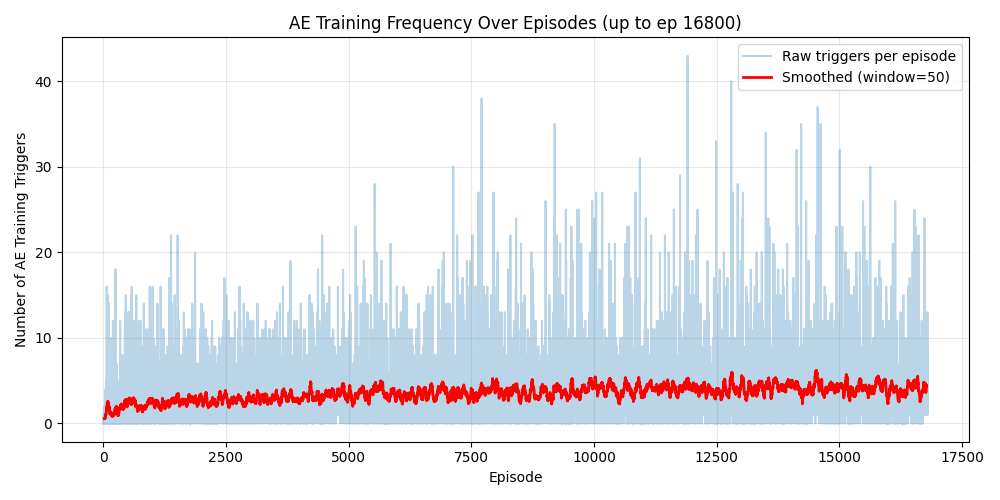 AE Training Frequency Over Episodes (up to ep 16800)
Raw triggers per episode
Smoothed (window=50)
Number of AE Training Triggers
40
30
20
10
0
0 2500 5000 7500 10000 12500 15000 17500
Episode